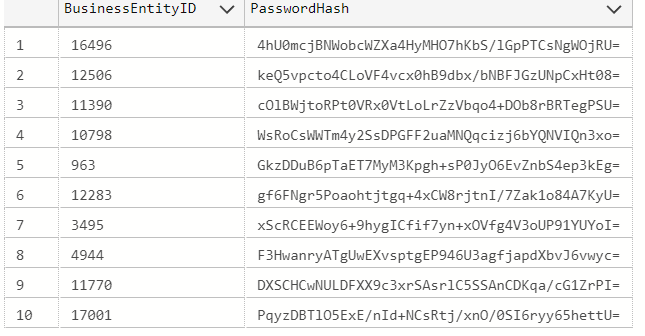 BusinessEntityID PasswordHash
1 16496 4hU0mcjBNWobcWZXa4HyMHO7hKbS/lGpPTCsNgWOjRU=
2 12506 keQ5vpcto4CLoVF4vcx0hB9dbx/bNBFJGzUNpCxHt08=
3 11390 cOlBWjtoRPt0VRx0VtLoLrZzVbqo4+DOb8rBRTegPSU=
4 10798 WsRoCsWWTm4y2SsDPGFF2uaMNQqcizj6bYQNVIQn3xo=
5 963 GkzDDuB6pTaET7MyM3Kpgh+sP0JyO6EvZnbS4ep3kEg=
6 12283 gf6FNgr5Poaohtjtgq+4xCW8rjtnI/7Zak1o84A7KyU=
7 3495 xScRCEEWoy6+9hygICfif7yn+xOVfg4V3oUP91YUYoI=
8 4944 F3HwanryATgUwEXvsptgEP946U3agfjapdXbvJ6vwyc=
9 11770 DXSCHCwNULDFXX9c3xrSAsrlC5SSAnCDKqa/cG1ZrPI=
10 17001 PqyzDBTlO5ExE/nId+NCsRtj/xnO/0SI6ryy65hettU=